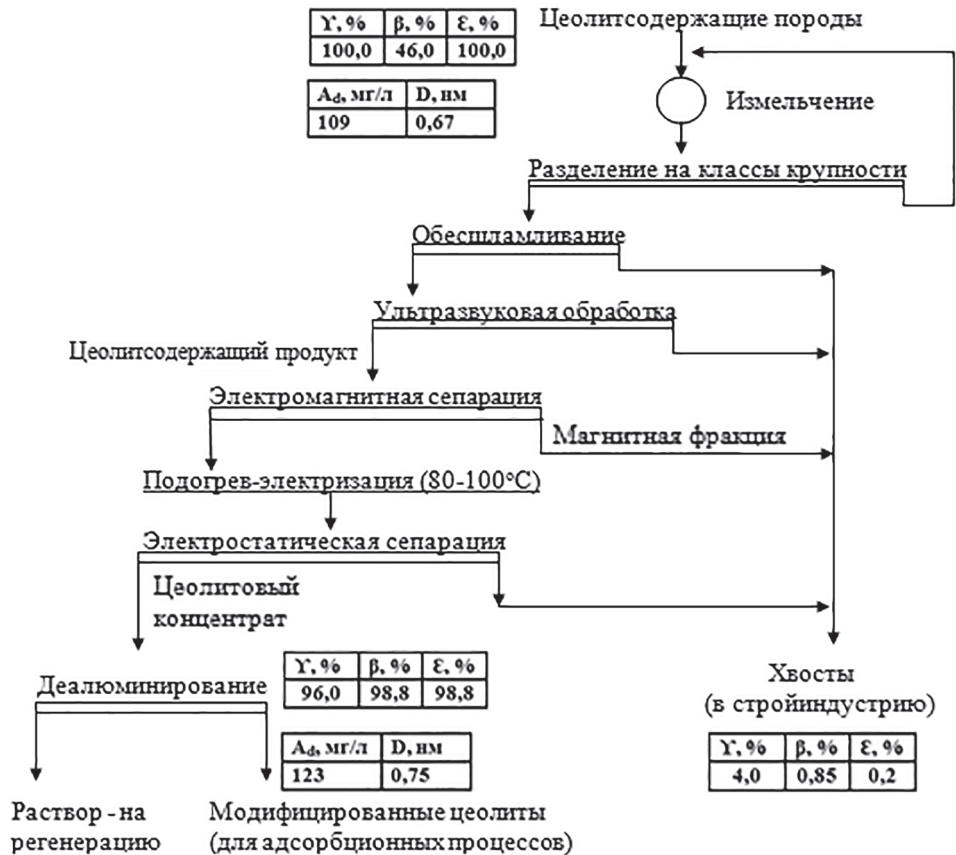 ϒ, % β, % Ɛ, %
100,0 46,0 100,0
Цеолитсодержащие породы
Ad, мг/л D, нм
109 0,67
Измельчение
Разделение на классы крупности
Обесшламливание
Ультразвуковая обработка
Цеолитсодержащий продукт
Электромагнитная сепарация
Магнитная фракция
Подогрев-электризация (80-100°С)
Электростатическая сепарация
Цеолитовый
концентрат
ϒ, % β, % Ɛ, %
96,0 98,8 98,8
Деалюминирование
Хвосты
(в стройиндустрию)
Ad, мг/л D, нм
123 0,75
ϒ, % β, % Ɛ, %
4,0 0,85 0,2
Раствор - на
регенерацию
Модифицированные цеолиты
(для адсорбционных процессов)